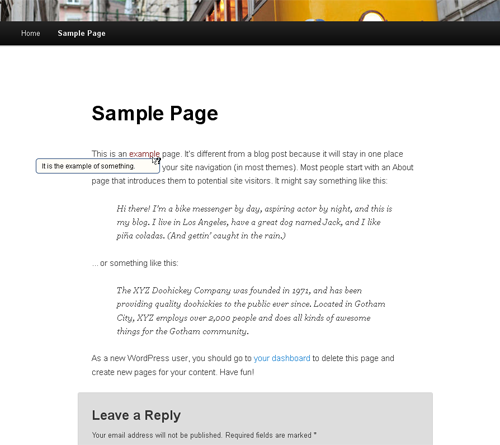 Home Sample Page
Sample Page
This is an example page. It's different from a blog post because it will stay in one place
It is the example of something.
your site navigation (in most themes). Most people start with an About
page that introduces them to potential site visitors. It might say something like this:
Hi there! I'm a bike messenger by day, aspiring actor by night, and this is
my blog. I live in Los Angeles, have a great dog named Jack, and I like
piña coladas. (And gettin' caught in the rain.)
...or something like this:
The XYZ Doohickey Company was founded in 1971, and has been
providing quality doohickies to the public ever since. Located in Gotham
City, XYZ employs over 2,000 people and does all kinds of awesome
things for the Gotham community.
As a new WordPress user, you should go to your dashboard to delete this page and
create new pages for your content. Have fun!
Leave a Reply
Your email address will not be published. Required fields are marked *